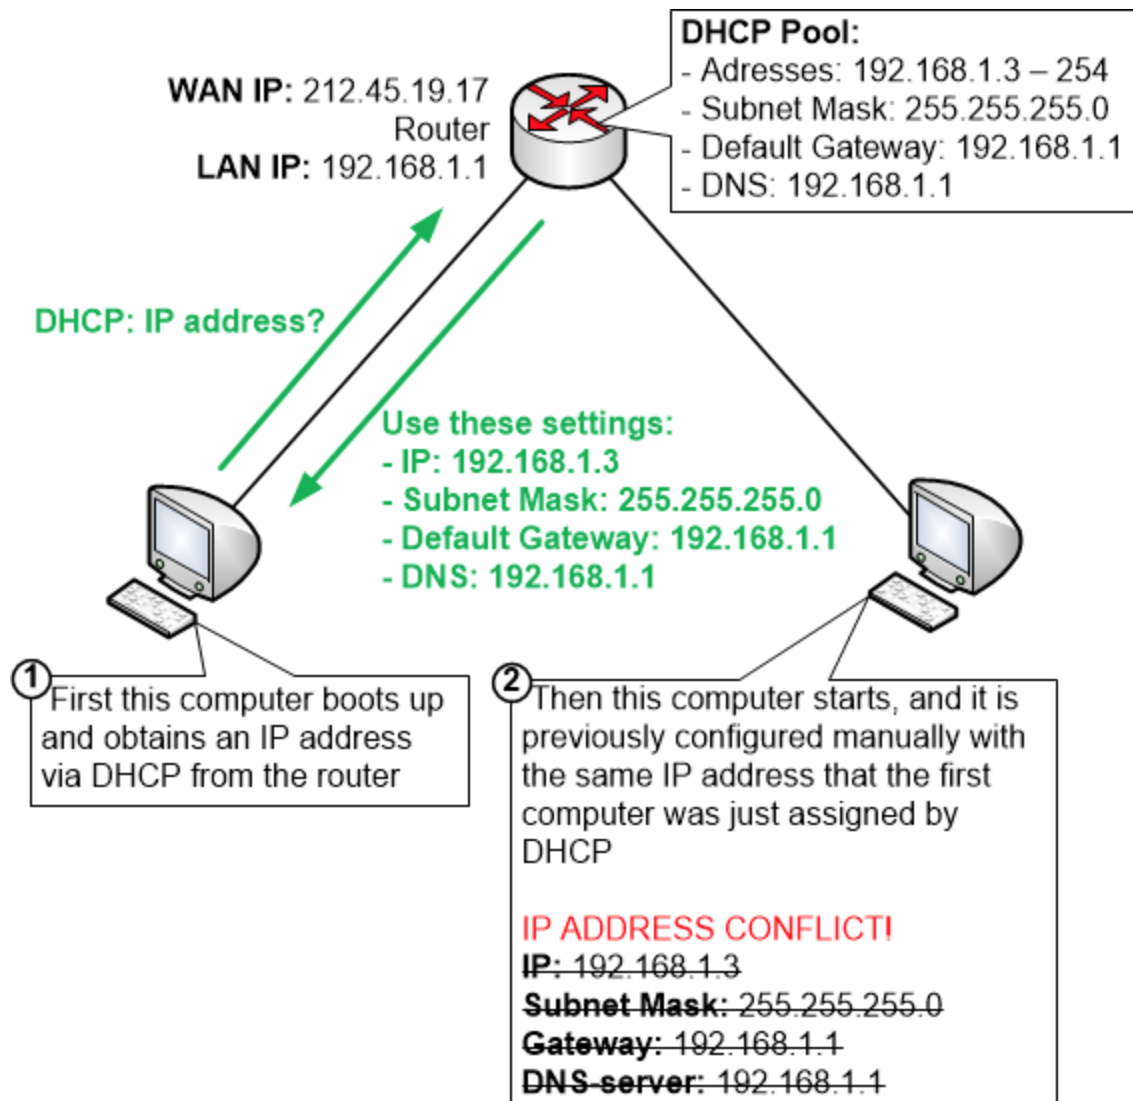 DHCP Pool:
- Adresses: 192.168.1.3 – 254
- Subnet Mask: 255.255.255.0
- Default Gateway: 192.168.1.1
- DNS: 192.168.1.1
WAN IP: 212.45.19.17
Router
LAN IP: 192.168.1.1
DHCP: IP address?
Use these settings:
- IP: 192.168.1.3
- Subnet Mask: 255.255.255.0
- Default Gateway: 192.168.1.1
- DNS: 192.168.1.1
1
First this computer boots up
and obtains an IP address
via DHCP from the router
2
Then this computer starts, and it is
previously configured manually with
the same IP address that the first
computer was just assigned by
DHCP
IP ADDRESS CONFLICT!
IP: 192.168.1.3
Subnet Mask: 255.255.255.0
Gateway: 192.168.1.1
DNS-server: 192.168.1.1